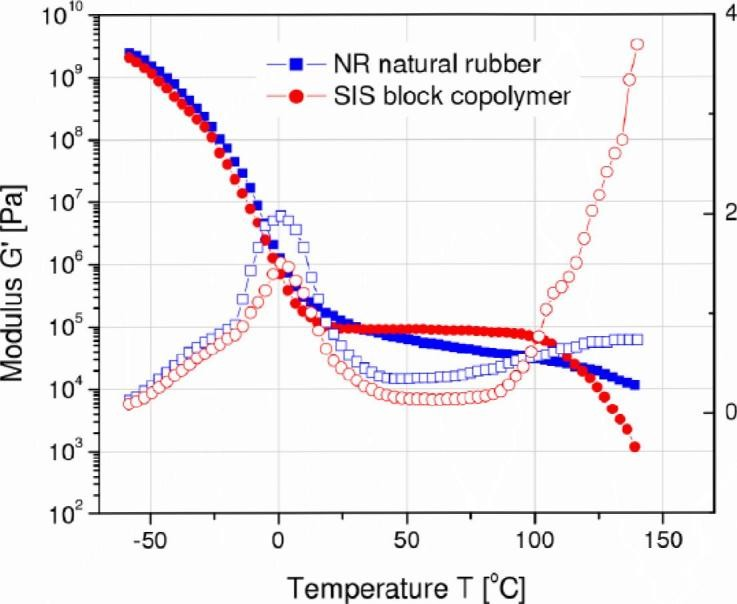 10^10
4
NR natural rubber
SIS block copolymer
10^9
10^8
10^7
2
10^6
10^5
10^4
0
10^3
10^2
Modulus G' [Pa]
-50 0 50 100 150
Temperature T [°C]